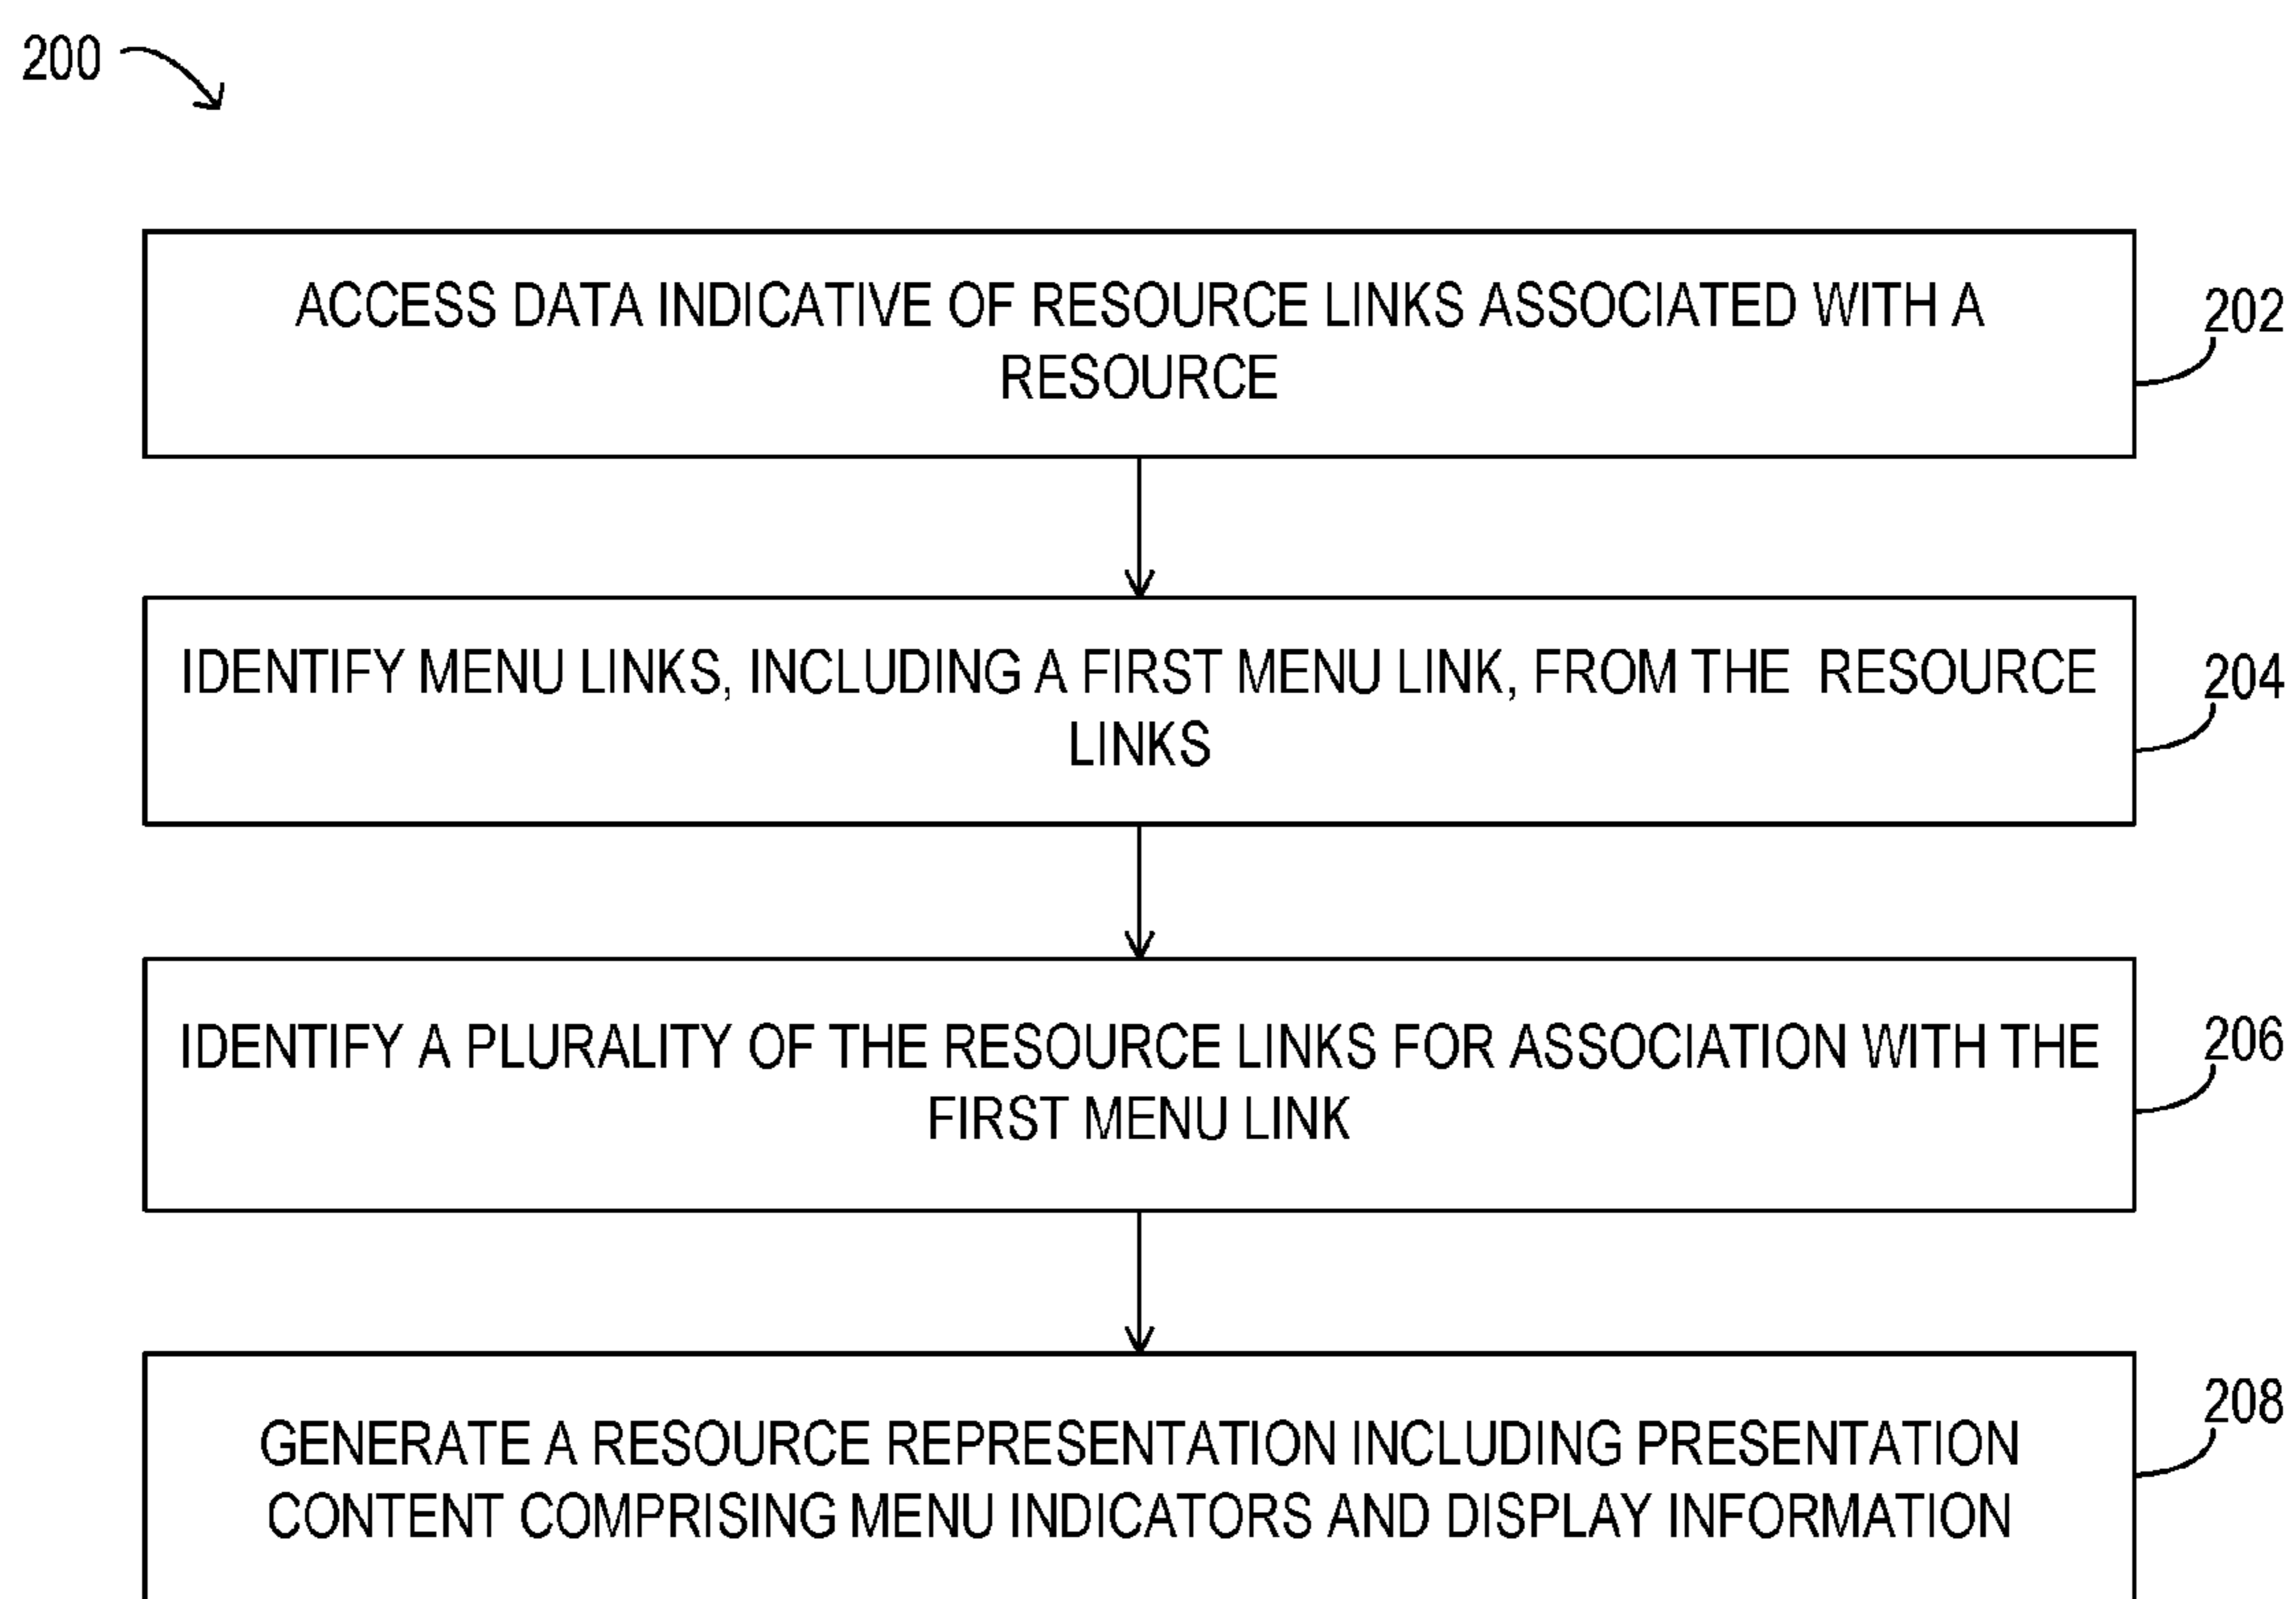 200
ACCESS DATA INDICATIVE OF RESOURCE LINKS ASSOCIATED WITH A
RESOURCE
202
IDENTIFY MENU LINKS, INCLUDING A FIRST MENU LINK, FROM THE RESOURCE
LINKS
204
IDENTIFY A PLURALITY OF THE RESOURCE LINKS FOR ASSOCIATION WITH THE
FIRST MENU LINK
206
GENERATE A RESOURCE REPRESENTATION INCLUDING PRESENTATION
CONTENT COMPRISING MENU INDICATORS AND DISPLAY INFORMATION
208